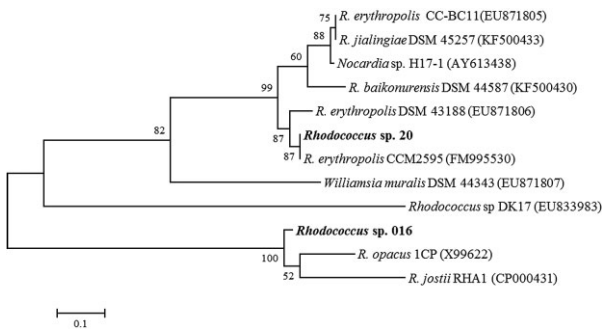 75
R. erythropolis CC-BC11(EU871805)
88
R. jialingiae DSM 45257 (KF500433)
60
Nocardia sp. H17-1 (AY613438)
R. baikonurensis DSM 44587 (KF500430)
99
R. erythropolis DSM 43188 (EU871806)
82
87
Rhodococcus sp. 20
87
R. erythropolis CCM2595 (FM995530)
Williamsia muralis DSM 44343 (EU871807)
Rhodococcus sp DK17 (EU833983)
Rhodococcus sp. 016
100
R. opacus 1CP (X99622)
52
R. jostii RHA1 (CP000431)
0.1